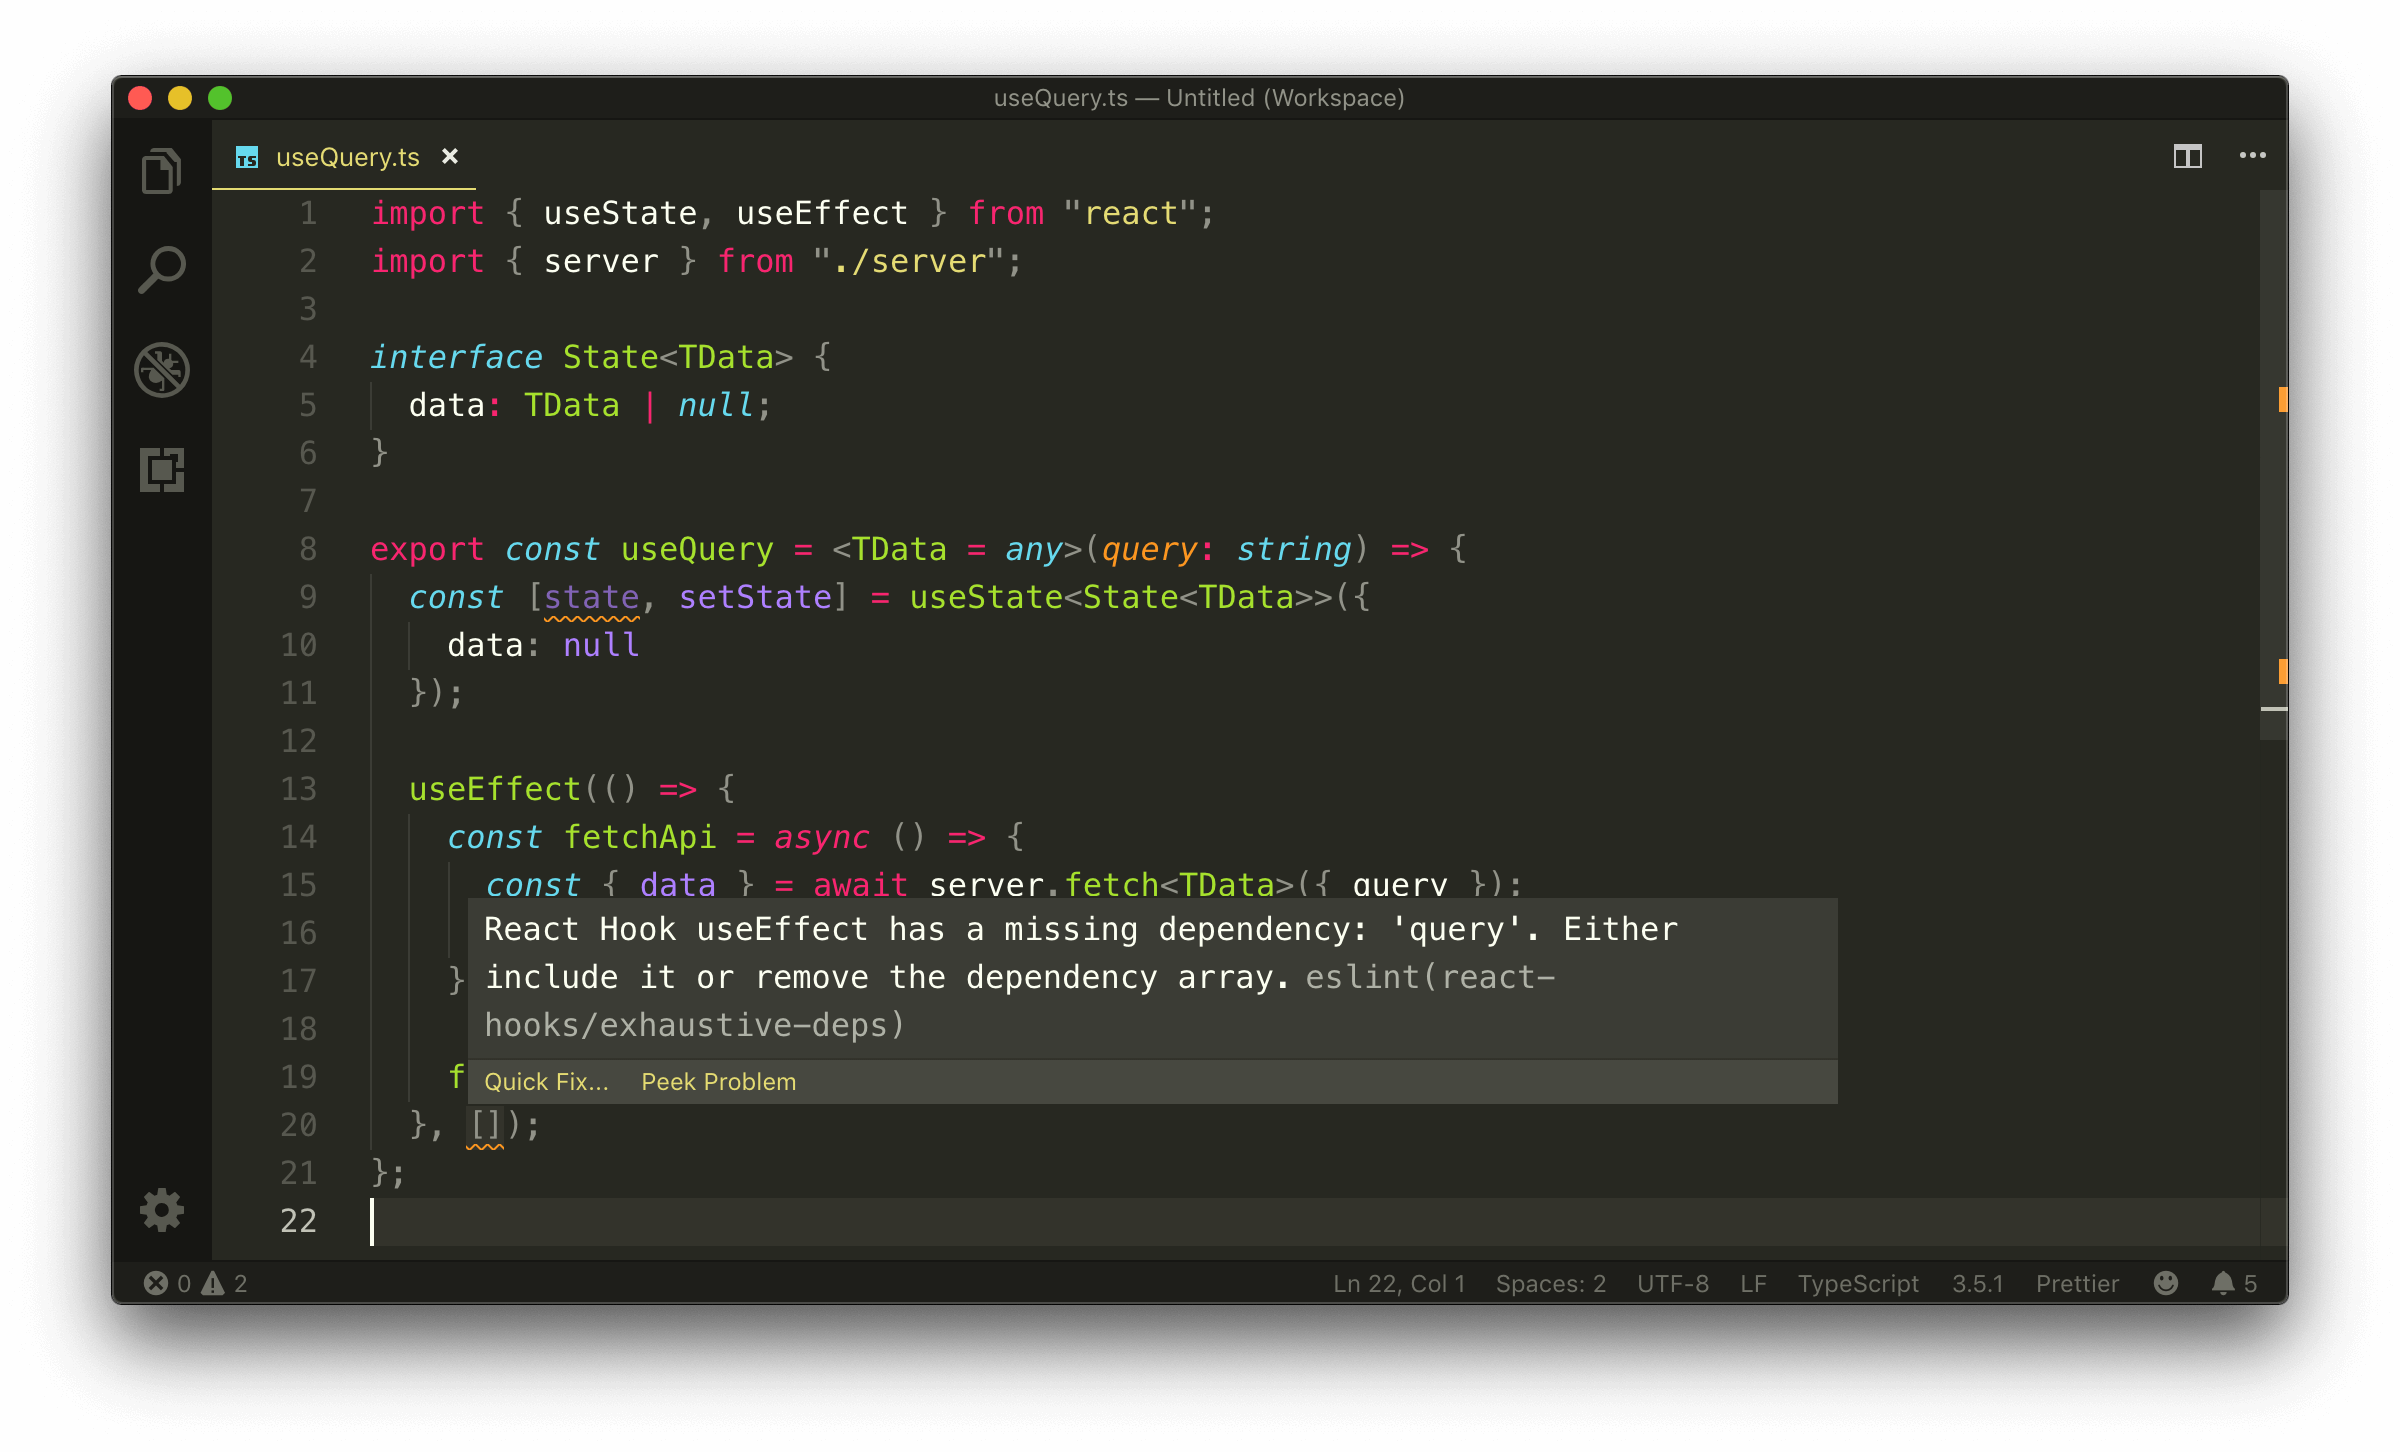 useQuery.ts — Untitled (Workspace)
TS useQuery.ts ×
1 import { useState, useEffect } from "react";
2 import { server } from "./server";
3
4 interface State<TData> {
5 data: TData | null;
6 }
7
8 export const useQuery = <TData = any>(query: string) => {
9 const [state, setState] = useState<State<TData>>({
10 data: null
11 });
12
13 useEffect(() => {
14 const fetchApi = async () => {
15 const { data } = await server.fetch<TData>({ query });
16
17 }
18
19 f
React Hook useEffect has a missing dependency: 'query'. Either
include it or remove the dependency array. eslint(react-
hooks/exhaustive-deps)
Quick Fix... Peek Problem
20 }, []);
21 };
22
0 2 Ln 22, Col 1 Spaces: 2 UTF-8 LF TypeScript 3.5.1 Prettier 5